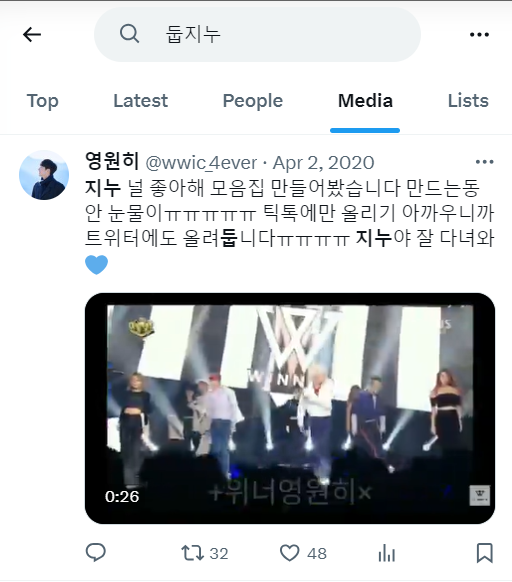 둡지누
Top Latest People Media Lists
영원히 @wwic_4ever · Apr 2, 2020
지누 널 좋아해 모음집 만들어봤습니다 만드는동
안 눈물이ㅠㅠㅠㅠㅠ 틱톡에만 올리기 아까우니까
트위터에도 올려둡니다ㅠㅠㅠㅠ 지누야 잘 다녀와
💙
W
WINNER
0:26
+위너영원히×
32 48